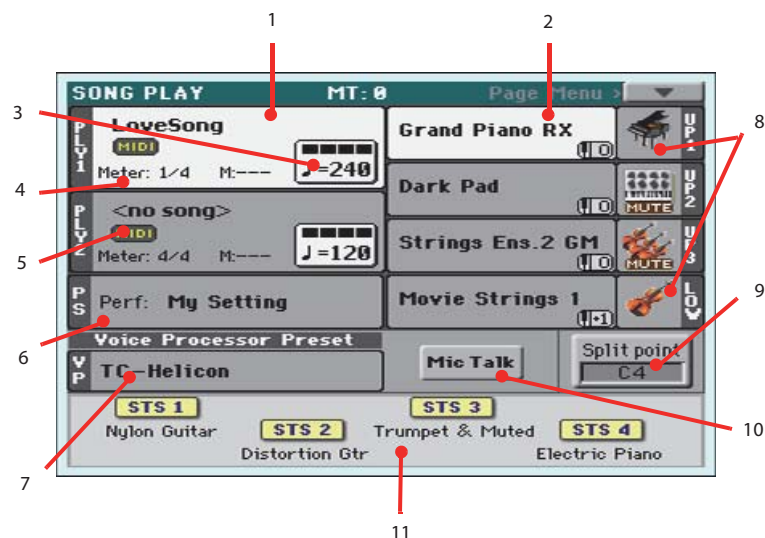 1
2
3
4
5
6
7
8
9
10
11
SONG PLAY MT: 0 Page Menu >
PLY1
LoveSong
MIDI
Meter: 1/4 M:--- ♩=240
PLY2
<no song>
MIDI
Meter: 4/4 M:--- ♩=120
PS
Perf: My Setting
Voice Processor Preset
VP
TC-Helicon
Grand Piano RX
0
UP1
Dark Pad
0
MUTE
UP2
Strings Ens.2 GM
0
MUTE
UP3
Movie Strings 1
+1
LOW
Mic Talk
Split point
C4
STS 1
Nylon Guitar
STS 2
Distortion Gtr
STS 3
Trumpet & Muted
STS 4
Electric Piano